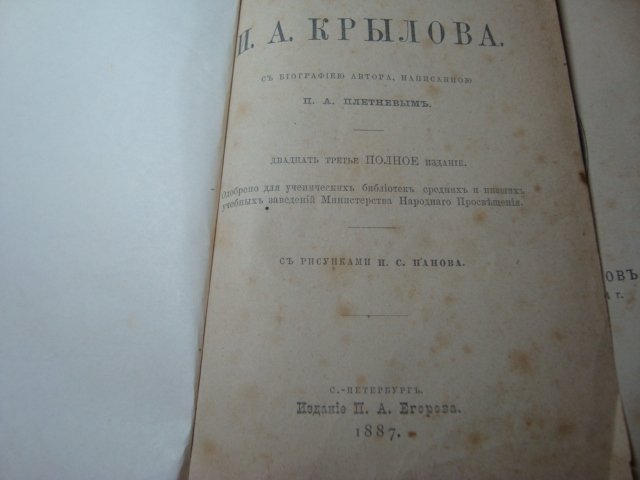 И. А. КРЫЛОВА.
СЪ БІОГРАФІЕЮ АВТОРА, НАПИСАННОЮ
П. А. ПЛЕТНЕВЫМЪ.
ДВАДЦАТЬ ТРЕТЬЕ ПОЛНОЕ ИЗДАНІЕ.
Одобрено для ученическихъ библіотекъ среднихъ и низшихъ
учебныхъ заведеній Министерства Народнаго Просвѣщенія.
СЪ РИСУНКАМИ И. С. ПАНОВА.
С.-ПЕТЕРБУРГЪ.
Изданіе П. А. Егорова.
1887.
ОВЪ
г.